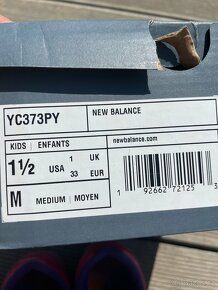 YC373PY
NEW BALANCE
KIDS | ENFANTS
1½ USA
1 UK
33 EUR
newbalance.com
M MEDIUM | MOYEN
1 92662 72125 3